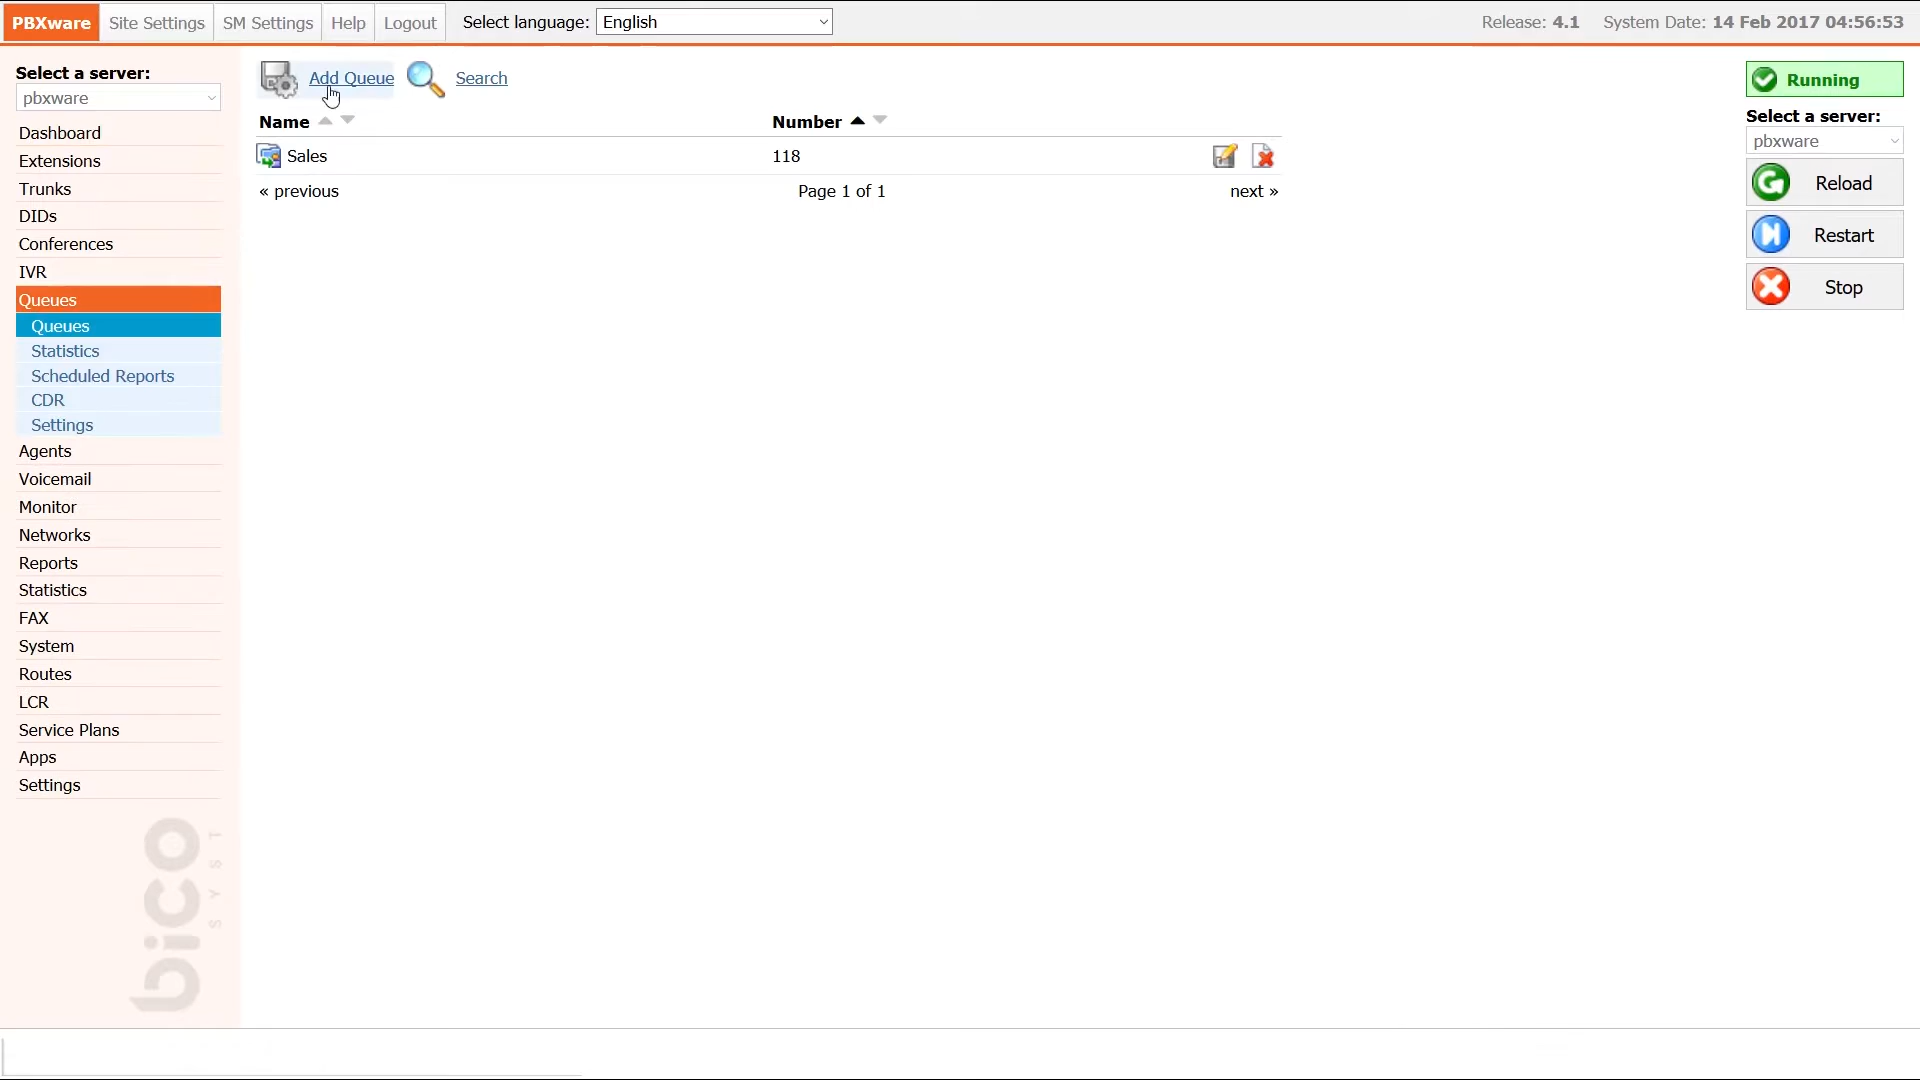 PBXware Site Settings SM Settings Help Logout Select language: English Release: 4.1 System Date: 14 Feb 2017 04:56:53
Select a server:
pbxware
Dashboard
Extensions
Trunks
DIDs
Conferences
IVR
Queues
Queues
Statistics
Scheduled Reports
CDR
Settings
Agents
Voicemail
Monitor
Networks
Reports
Statistics
FAX
System
Routes
LCR
Service Plans
Apps
Settings
bico
SYST
Add Queue Search
Name Number
Sales 118
« previous Page 1 of 1 next »
Running
Select a server:
pbxware
Reload
Restart
Stop